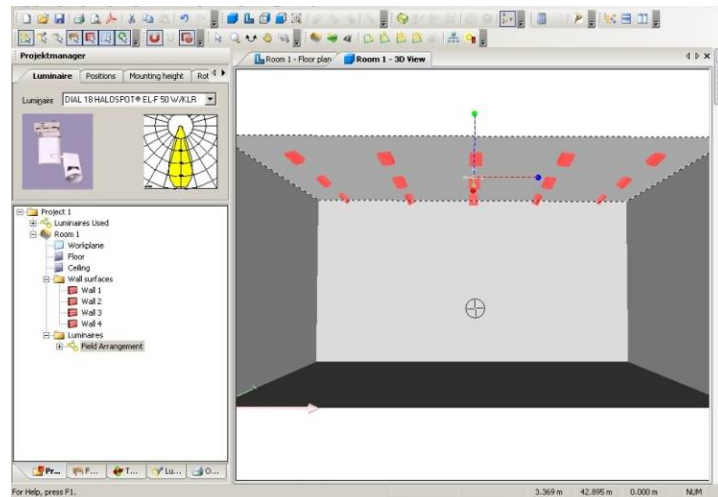 Projektmanager
Room 1 - Floor plan
Room 1 - 3D View
Luminaire
Positions
Mounting height
Rot
Luminaire
DIAL 18 HALOSPOT® EL-F 50 W/KLR
Project 1
Luminaires Used
Room 1
Workplane
Floor
Ceiling
Wall surfaces
Wall 1
Wall 2
Wall 3
Wall 4
Luminaires
Field Arrangement
Pr...
F...
T...
Lu...
O...
For Help, press F1.
3.369 m
42.895 m
0.000 m
NUM